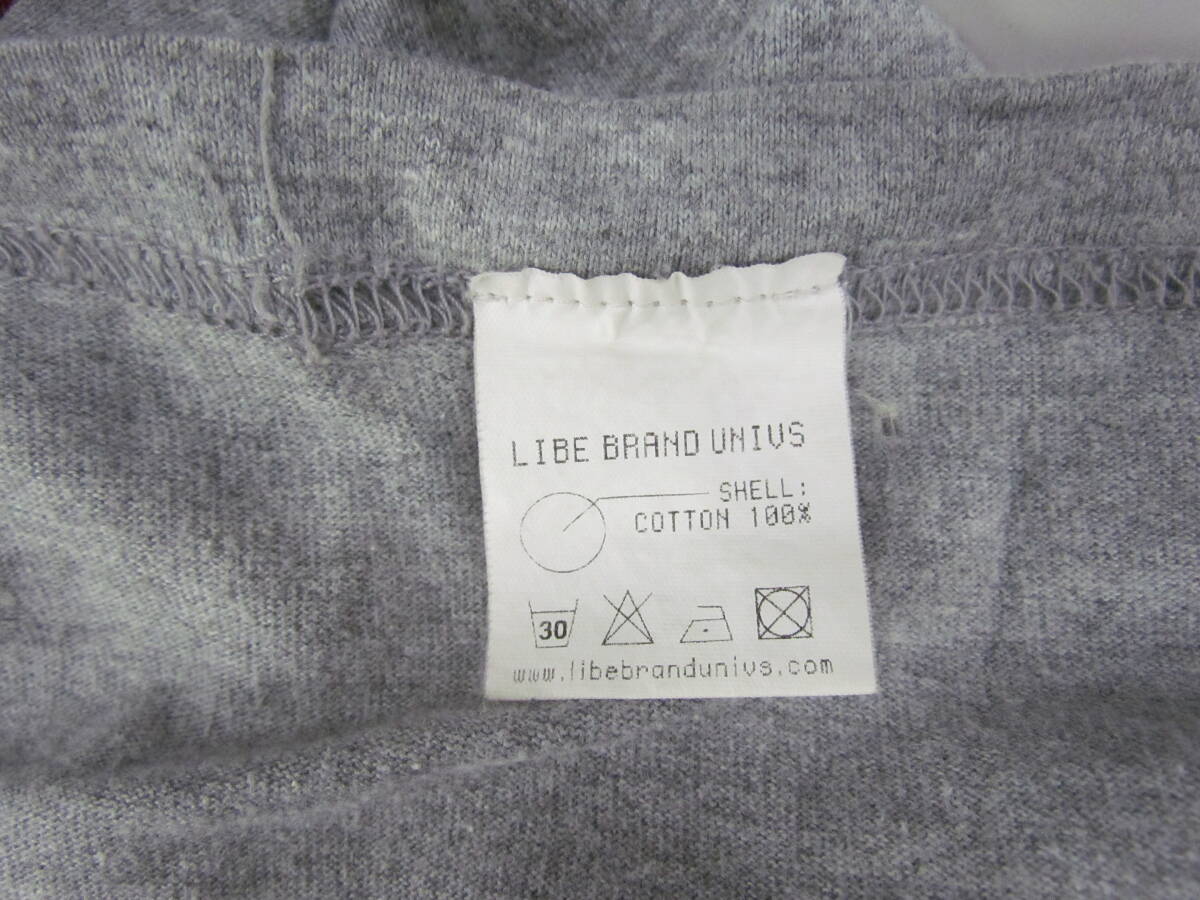 LIBE BRAND UNIVS
SHELL:
COTTON 100%
30
www.libebrandunivs.com